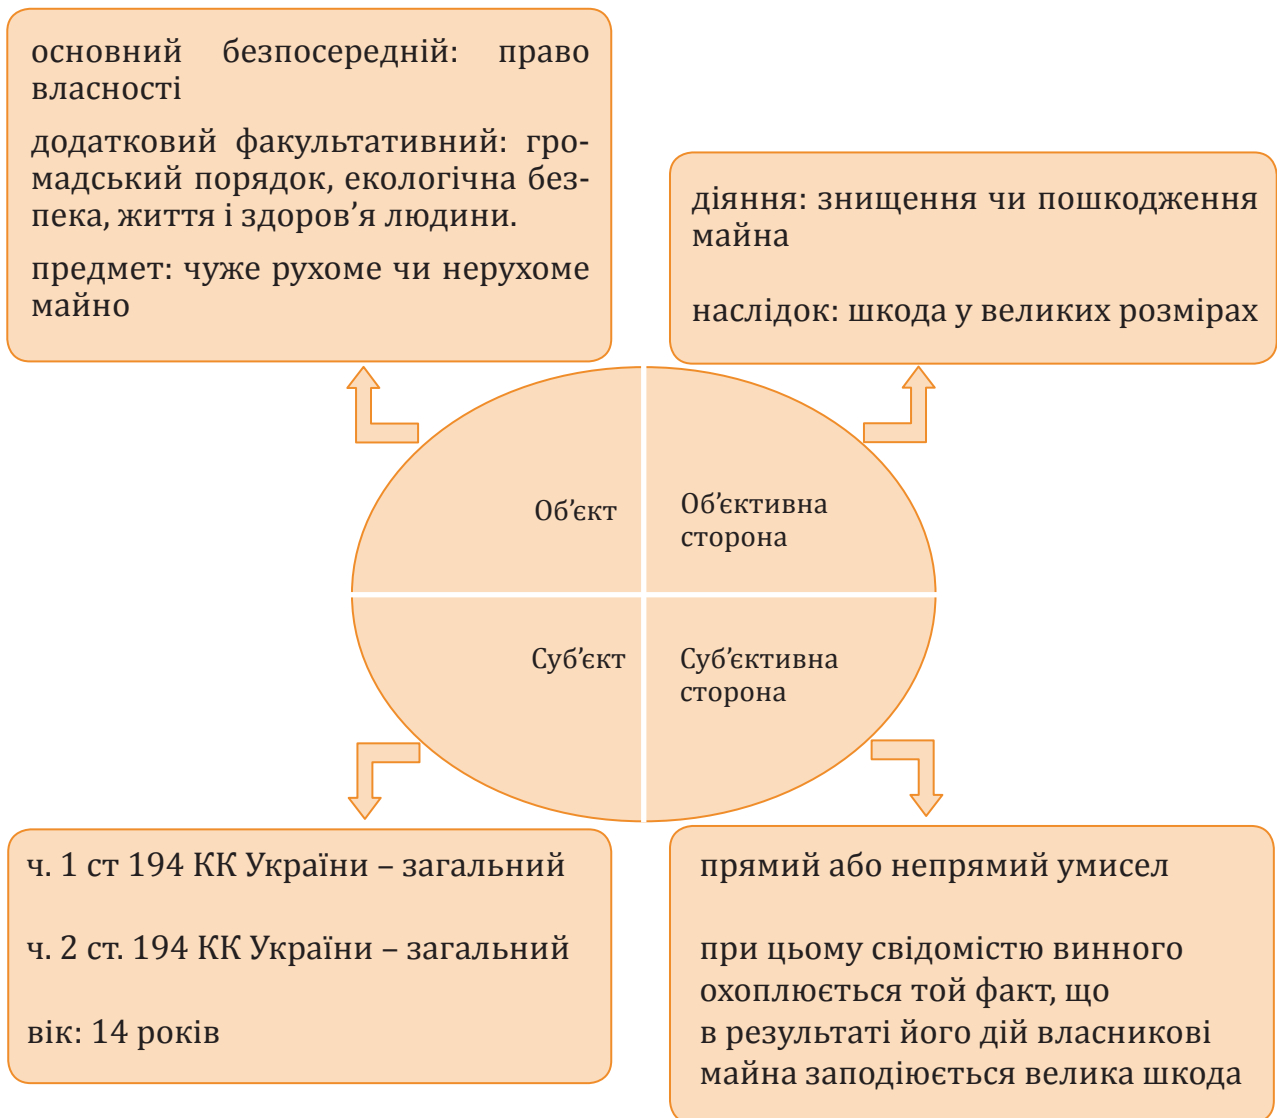 основний безпосередній: право
власності
додатковий факультативний: гро-
мадський порядок, екологічна без-
пека, життя і здоров’я людини.
предмет: чуже рухоме чи нерухоме
майно
діяння: знищення чи пошкодження
майна
наслідок: шкода у великих розмірах
Об’єкт
Об’єктивна
сторона
Суб’єкт
Суб’єктивна
сторона
ч. 1 ст 194 КК України – загальний
ч. 2 ст. 194 КК України – загальний
вік: 14 років
прямий або непрямий умисел
при цьому свідомістю винного
охоплюється той факт, що
в результаті його дій власникові
майна заподіюється велика шкода